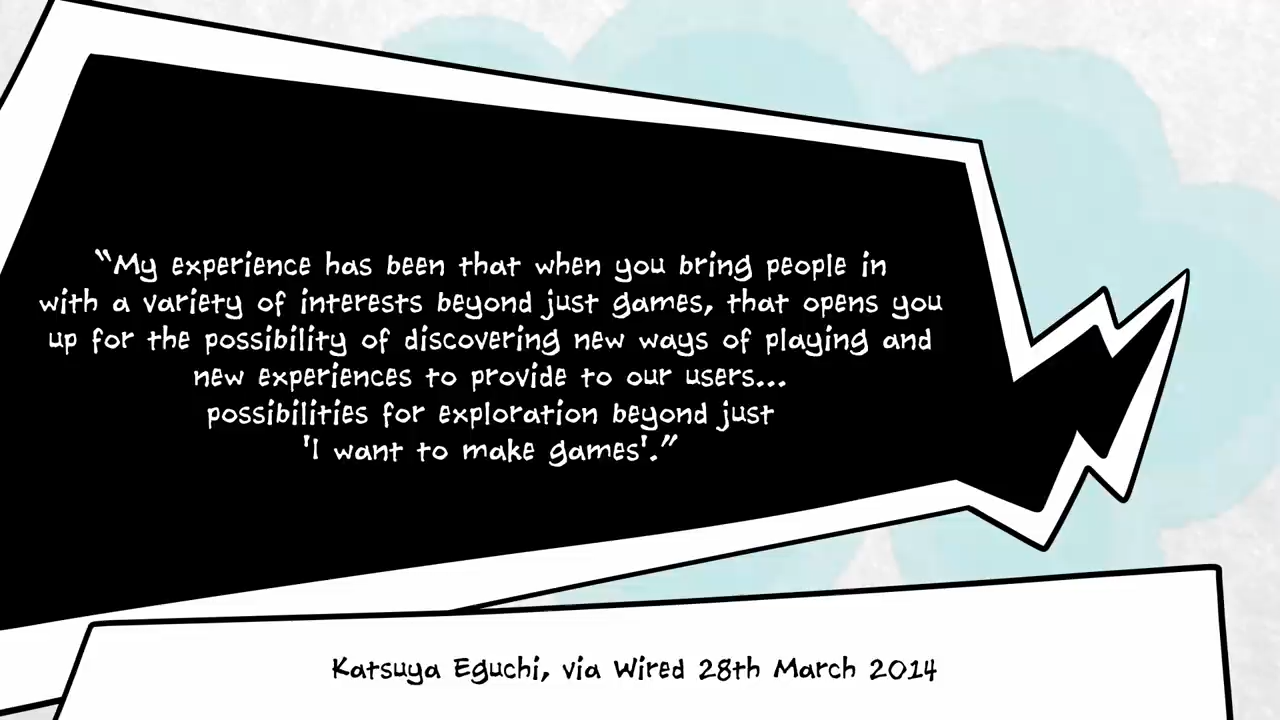 “My experience has been that when you bring people in
with a variety of interests beyond just games, that opens you
up for the possibility of discovering new ways of playing and
new experiences to provide to our users...
possibilities for exploration beyond just
'I want to make games'.”
Katsuya Eguchi, via Wired 28th March 2014